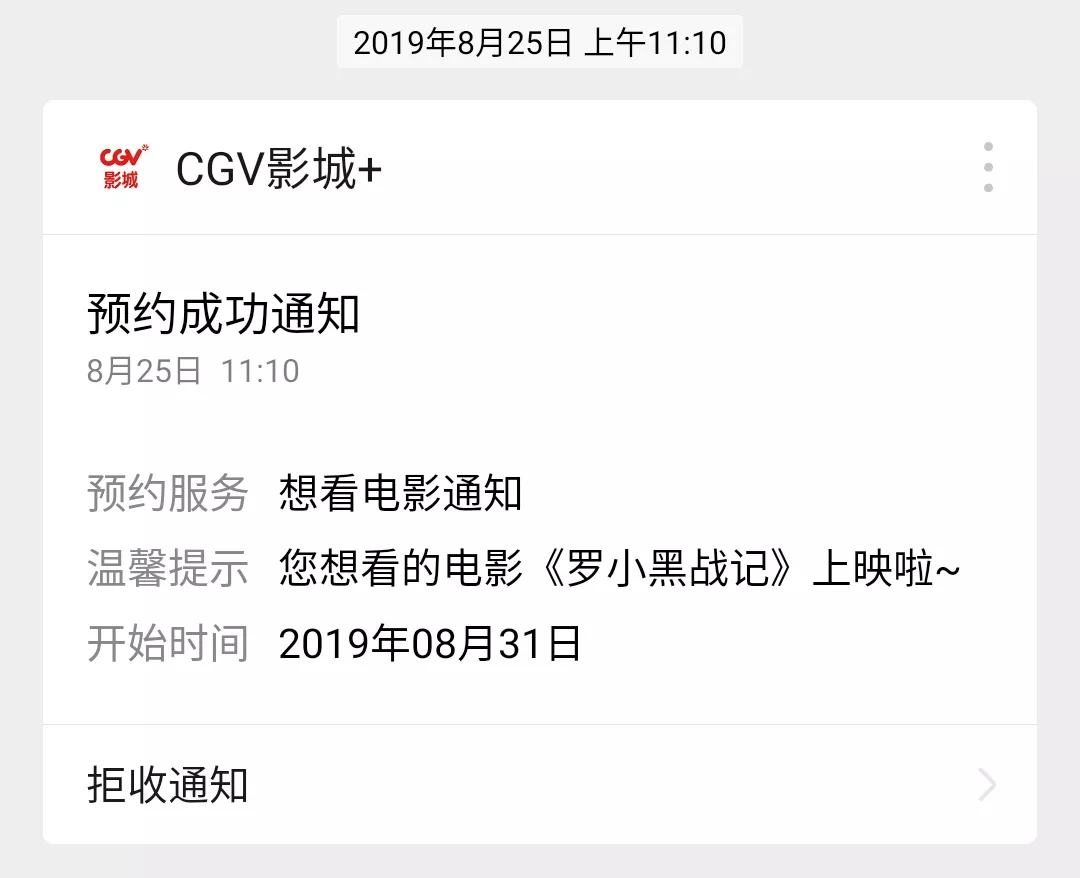 2019年8月25日 上午11:10
CGV
影城
CGV影城+
预约成功通知
8月25日 11:10
预约服务 想看电影通知
温馨提示 您想看的电影《罗小黑战记》上映啦~
开始时间 2019年08月31日
拒收通知